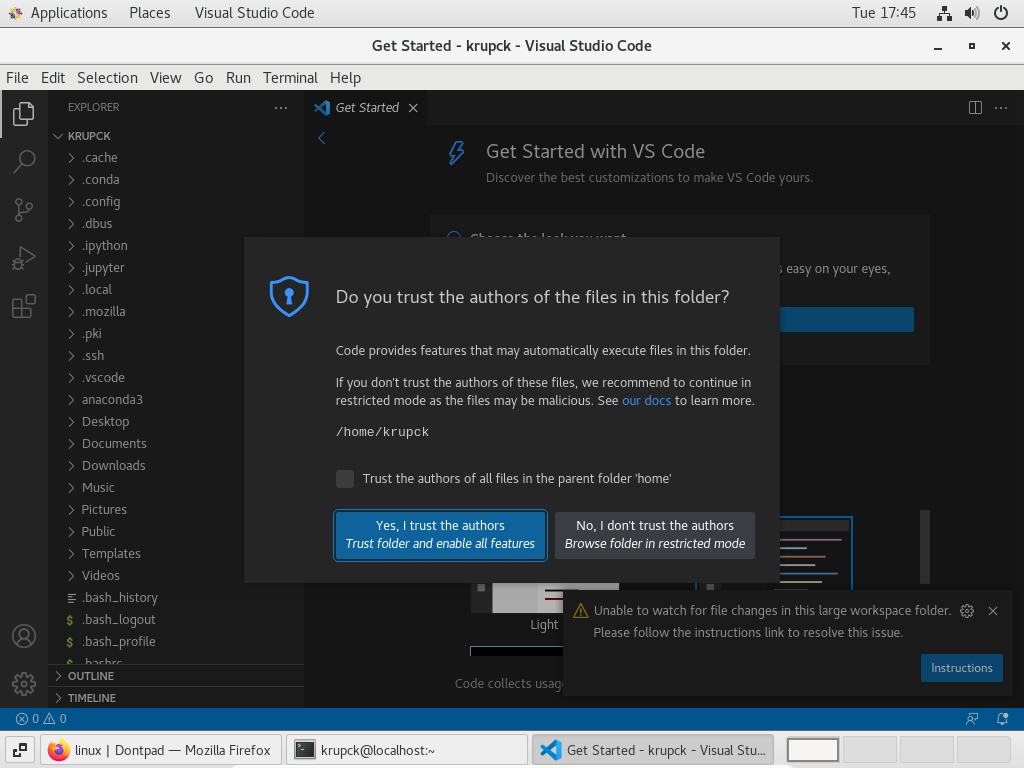 Applications Places Visual Studio Code Tue 17:45
Get Started - krupck - Visual Studio Code
File Edit Selection View Go Run Terminal Help
EXPLORER
KRUPCK
.cache
.conda
.config
.dbus
.ipython
.jupyter
.local
.mozilla
.pki
.ssh
.vscode
anaconda3
Desktop
Documents
Downloads
Music
Pictures
Public
Templates
Videos
.bash_history
$ .bash_logout
$ .bash_profile
$ .bashrc
OUTLINE
TIMELINE
Get Started
Get Started with VS Code
Discover the best customizations to make VS Code yours.
Choose the look you want
s easy on your eyes,
Do you trust the authors of the files in this folder?
Code provides features that may automatically execute files in this folder.
If you don't trust the authors of these files, we recommend to continue in
restricted mode as the files may be malicious. See our docs to learn more.
/home/krupck
Trust the authors of all files in the parent folder 'home'
Yes, I trust the authors
Trust folder and enable all features
No, I don't trust the authors
Browse folder in restricted mode
Light
Code collects usage
Unable to watch for file changes in this large workspace folder.
Please follow the instructions link to resolve this issue.
Instructions
0 0
linux | Dontpad — Mozilla Firefox
krupck@localhost:~
Get Started - krupck - Visual Stu...